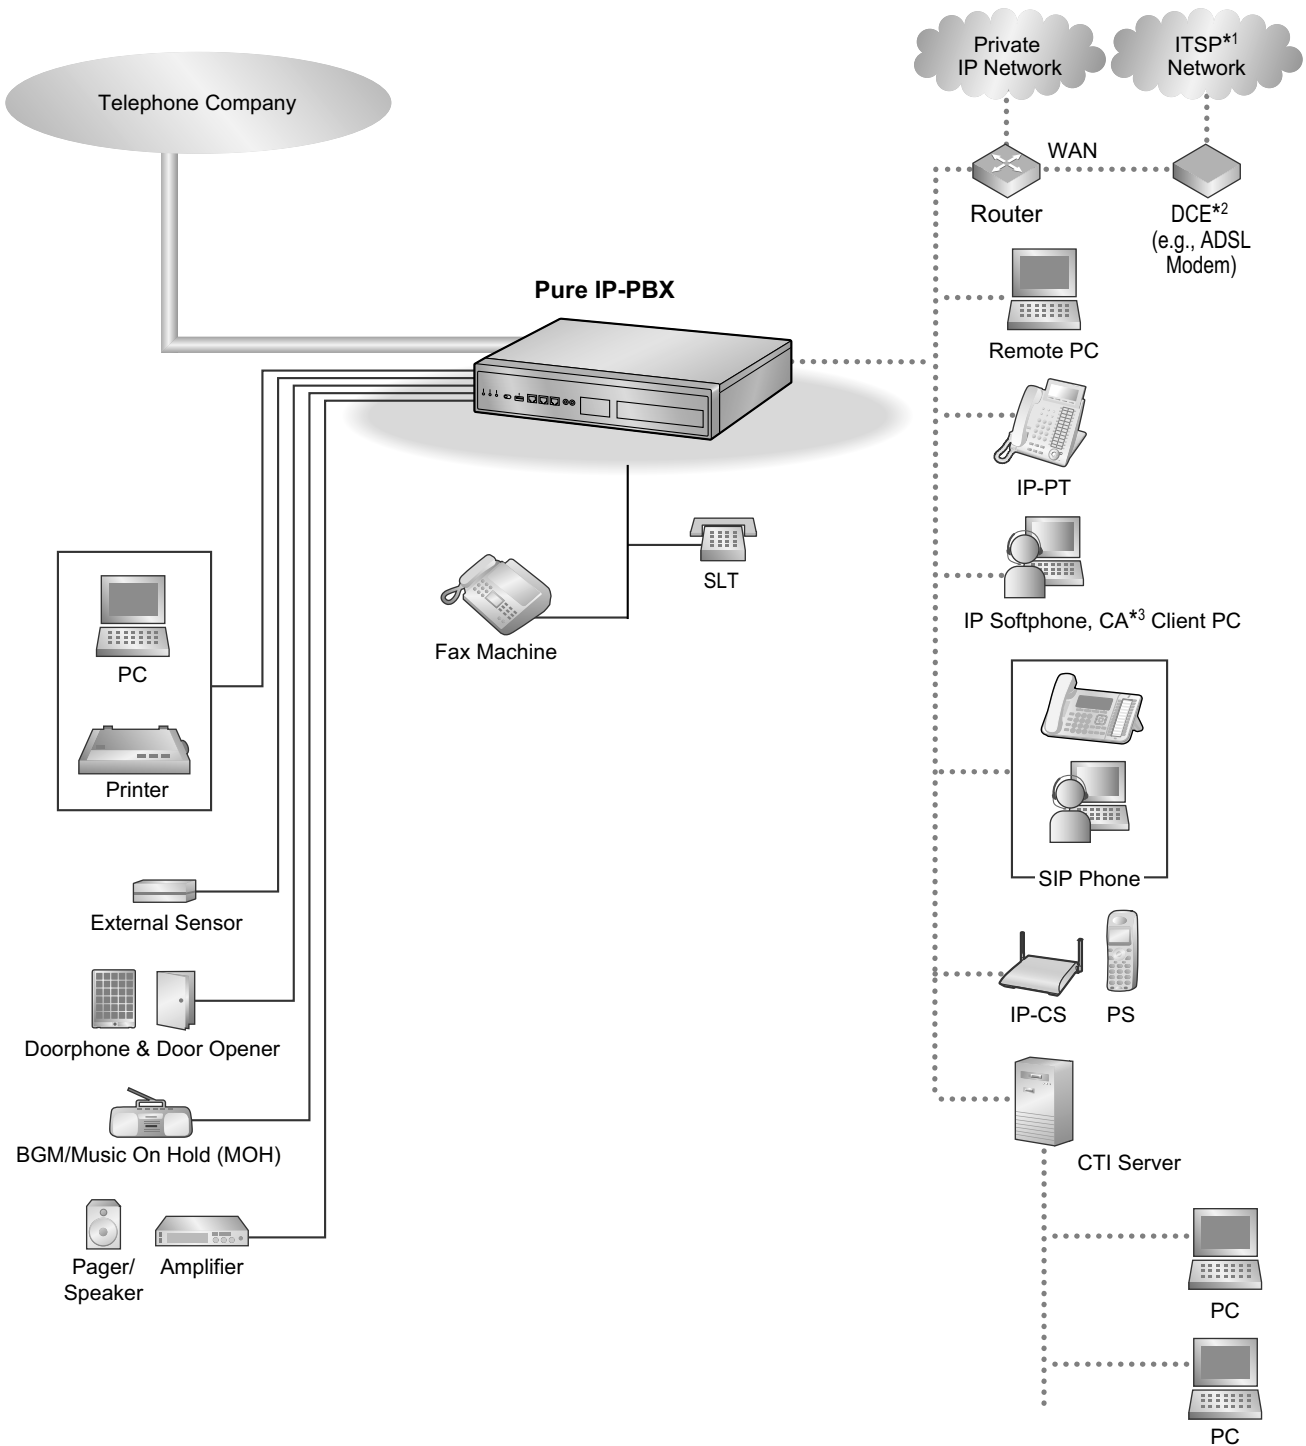 Private
IP Network
ITSP*1
Network
Telephone Company
WAN
Router
DCE*2
(e.g., ADSL
Modem)
Pure IP-PBX
Remote PC
IP-PT
SLT
IP Softphone, CA*3 Client PC
Fax Machine
PC
Printer
SIP Phone
External Sensor
IP-CS
PS
Doorphone & Door Opener
BGM/Music On Hold (MOH)
CTI Server
Pager/
Speaker
Amplifier
PC
PC